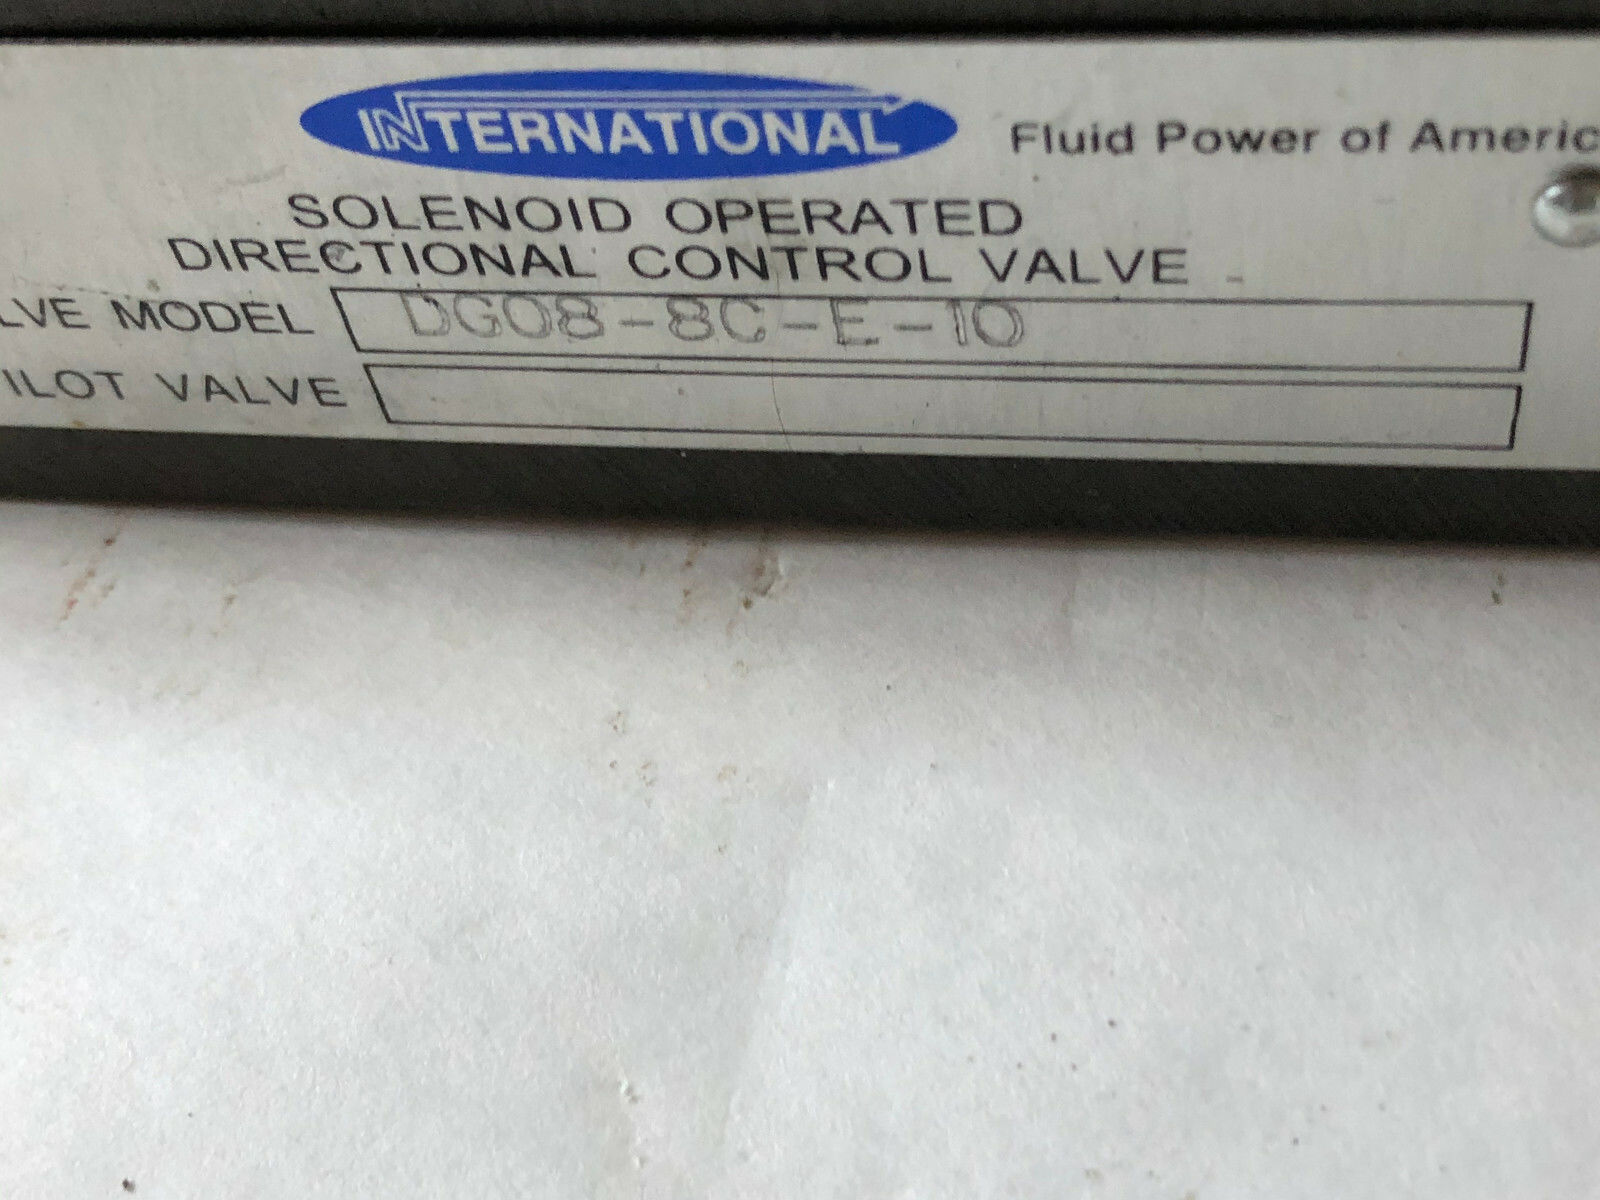 INTERNATIONAL Fluid Power of Americ
SOLENOID OPERATED
DIRECTIONAL CONTROL VALVE
LVE MODEL DG08-8C-E-10
ILOT VALVE